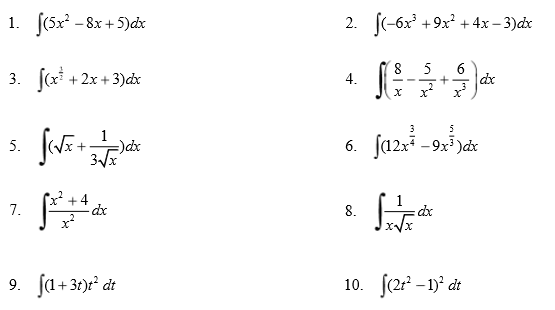 1. ∫(5x² – 8x + 5)dx
2. ∫(–6x³ + 9x² + 4x – 3)dx
3. ∫(x^(3/2) + 2x + 3)dx
4. ∫(8/x – 5/x² + 6/x³) dx
5. ∫(√x + 1/(3√x))dx
6. ∫(12x^(3/4) – 9x^(5/3))dx
7. ∫(x² + 4)/x² dx
8. ∫1/(x√x) dx
9. ∫(1 + 3t)t² dt
10. ∫(2t² – 1)² dt